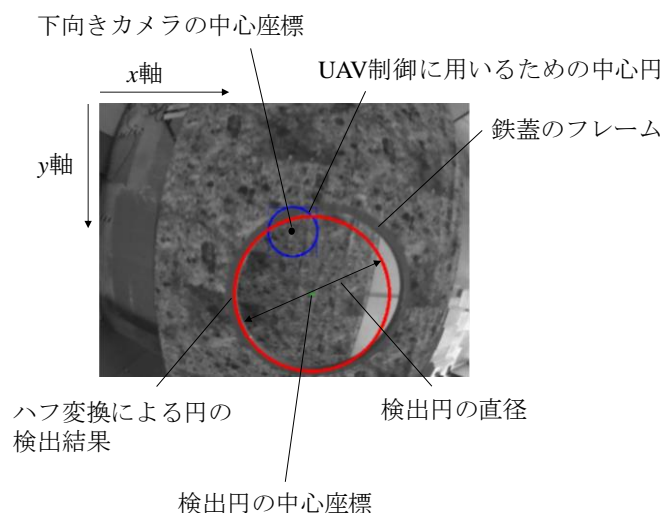 下向きカメラの中心座標
x軸
UAV制御に用いるための中心円
鉄蓋のフレーム
y軸
ハフ変換による円の
検出結果
検出円の直径
検出円の中心座標